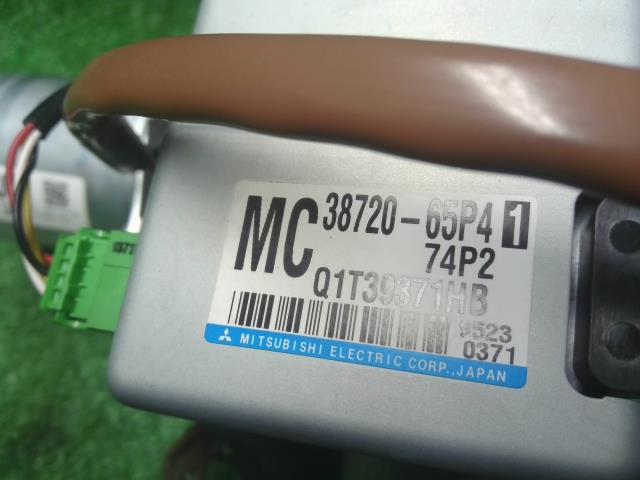 MC 38720-65P4 1
74P2
Q1T39371HB
9523
0371
MITSUBISHI ELECTRIC CORP., JAPAN